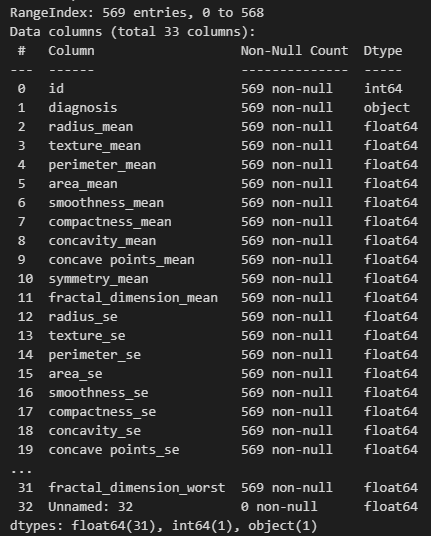 RangeIndex: 569 entries, 0 to 568
Data columns (total 33 columns):
 #   Column                   Non-Null Count  Dtype
---  ------                   --------------  -----
 0   id                       569 non-null    int64
 1   diagnosis                569 non-null    object
 2   radius_mean              569 non-null    float64
 3   texture_mean             569 non-null    float64
 4   perimeter_mean           569 non-null    float64
 5   area_mean                569 non-null    float64
 6   smoothness_mean          569 non-null    float64
 7   compactness_mean         569 non-null    float64
 8   concavity_mean           569 non-null    float64
 9   concave points_mean      569 non-null    float64
 10  symmetry_mean            569 non-null    float64
 11  fractal_dimension_mean   569 non-null    float64
 12  radius_se                569 non-null    float64
 13  texture_se               569 non-null    float64
 14  perimeter_se             569 non-null    float64
 15  area_se                  569 non-null    float64
 16  smoothness_se            569 non-null    float64
 17  compactness_se           569 non-null    float64
 18  concavity_se             569 non-null    float64
 19  concave points_se        569 non-null    float64
...
 31  fractal_dimension_worst  569 non-null    float64
 32  Unnamed: 32              0 non-null      float64
dtypes: float64(31), int64(1), object(1)